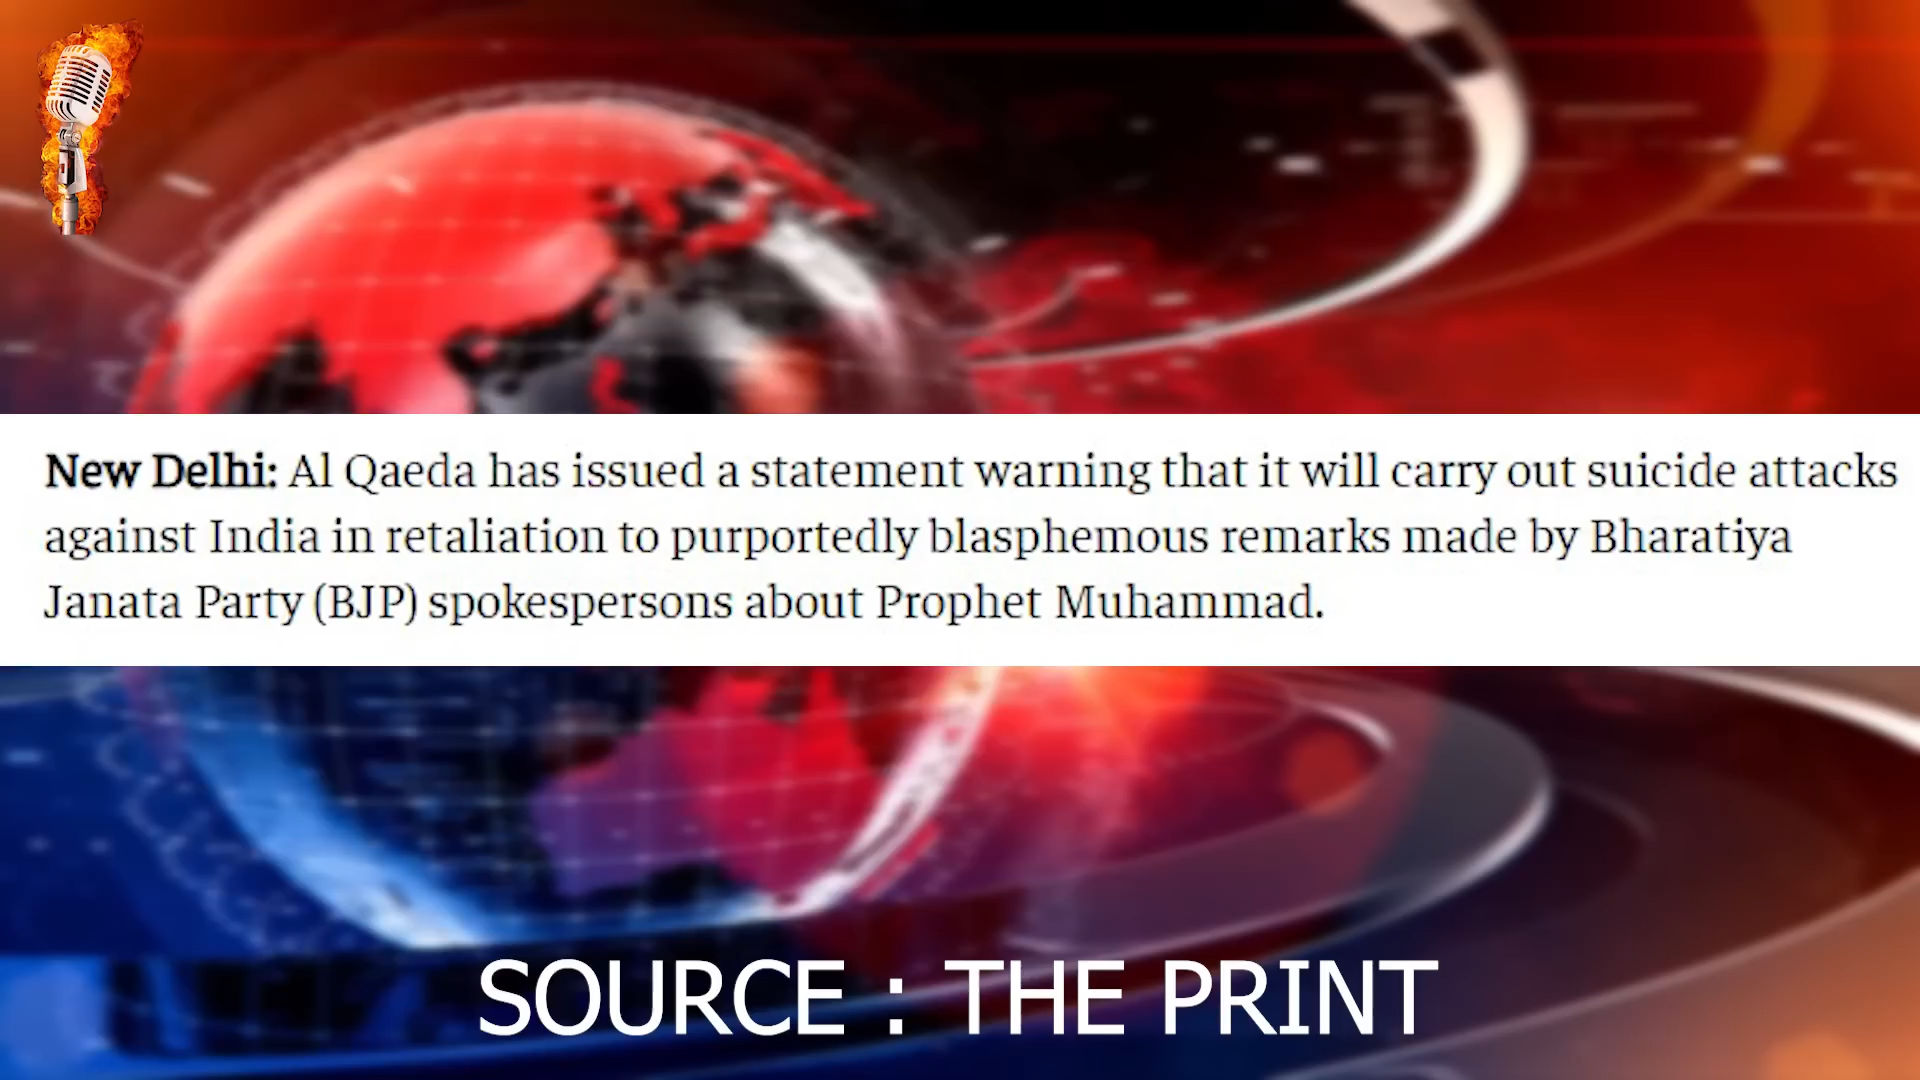 New Delhi: Al Qaeda has issued a statement warning that it will carry out suicide attacks
against India in retaliation to purportedly blasphemous remarks made by Bharatiya
Janata Party (BJP) spokespersons about Prophet Muhammad.
SOURCE : THE PRINT